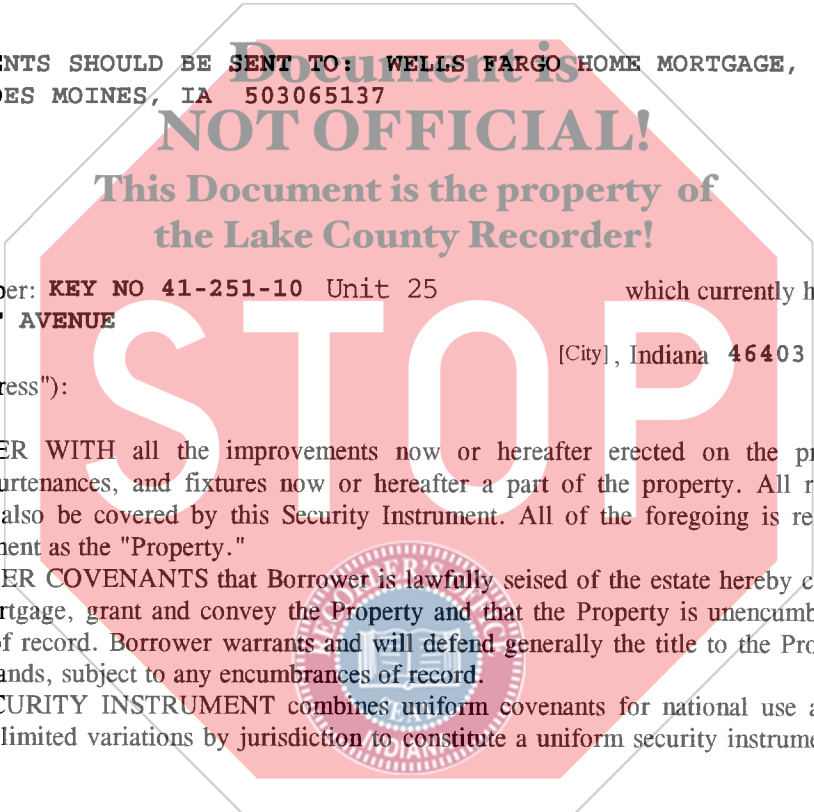 ENTS SHOULD BE SENT TO: WELLS FARGO HOME MORTGAGE,
DES MOINES, IA 503065137
Document is
NOT OFFICIAL!
This Document is the property of
the Lake County Recorder!
ber: KEY NO 41-251-10 Unit 25 which currently h
AVENUE
[City], Indiana 46403
ress"):
STOP
ER WITH all the improvements now or hereafter erected on the pr
urtenances, and fixtures now or hereafter a part of the property. All r
also be covered by this Security Instrument. All of the foregoing is re
ment as the "Property."
ER COVENANTS that Borrower is lawfully seised of the estate hereby c
rtgage, grant and convey the Property and that the Property is unencumb
of record. Borrower warrants and will defend generally the title to the Pro
ands, subject to any encumbrances of record.
CURITY INSTRUMENT combines uniform covenants for national use a
limited variations by jurisdiction to constitute a uniform security instrume
SEAL
INDIANA